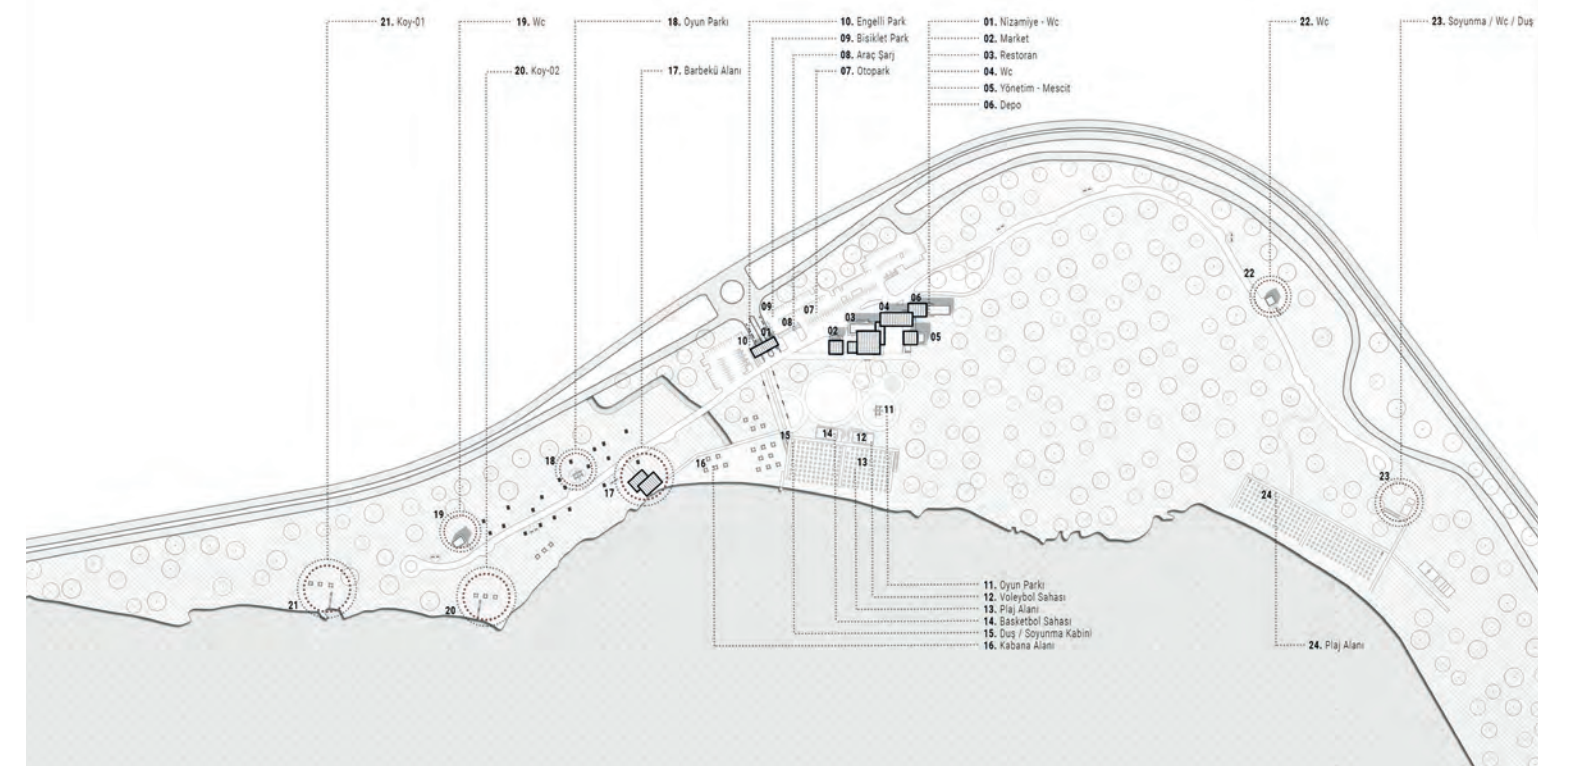 21. Koy-01
19. Wc
18. Oyun Parkı
10. Engelli Park
01. Nizamiye - Wc
22. Wc
23. Soyunma / Wc / Duş
09. Bisiklet Park
02. Market
08. Araç Şarj
03. Restoran
20. Koy-02
17. Barbekü Alanı
07. Otopark
04. Wc
05. Yönetim - Mescit
06. Depo
22
06
09
04
07
03
08
01
02
05
10
11
15
14
12
16
13
18
17
23
24
19
21
20
11. Oyun Parkı
12. Voleybol Sahası
13. Plaj Alanı
14. Basketbol Sahası
15. Duş / Soyunma Kabini
16. Kabana Alanı
24. Plaj Alanı